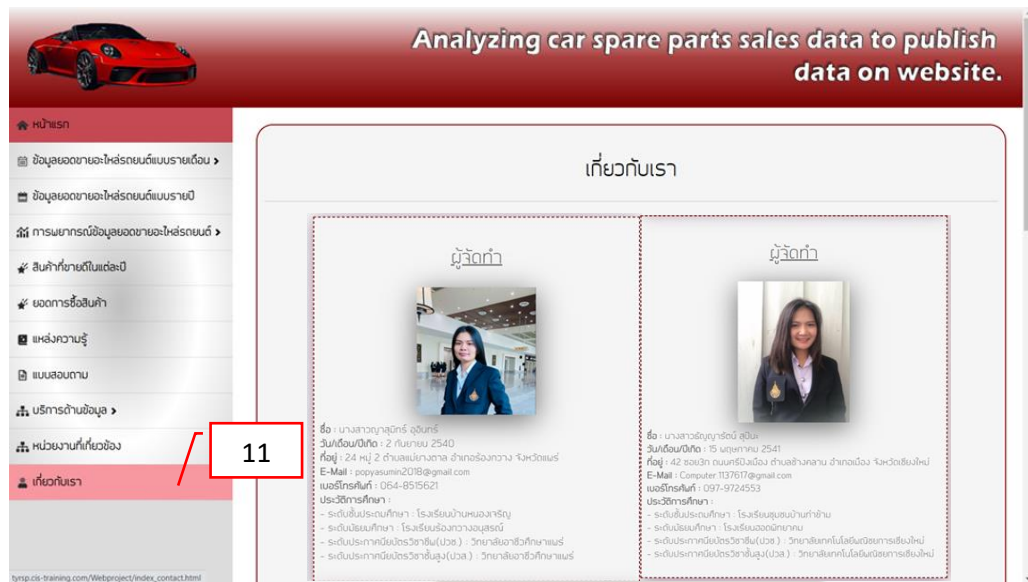 Analyzing car spare parts sales data to publish
data on website.
หน้าแรก
ข้อมูลยอดขายอะไหล่รถยนต์แบบรายเดือน
ข้อมูลยอดขายอะไหล่รถยนต์แบบรายปี
การพยากรณ์ข้อมูลยอดขายอะไหล่รถยนต์
สินค้าที่ขายดีในแต่ละปี
ยอดการซื้อสินค้า
แหล่งความรู้
แบบสอบถาม
บริการด้านข้อมูล
หน่วยงานที่เกี่ยวข้อง
เกี่ยวกับเรา
11
เกี่ยวกับเรา
ผู้จัดทำ
ชื่อ : นางสาวญาสุมินทร์ อุอินทร์
วัน/เดือน/ปีเกิด : 2 กันยายน 2540
ที่อยู่ : 24 หมู่ 2 ตำบลแม่ยางตาล อำเภอร้องกวาง จังหวัดแพร่
E-Mail : popyasumin2018@gmail.com
เบอร์โทรศัพท์ : 064-8515621
ประวัติการศึกษา :
- ระดับชั้นประถมศึกษา : โรงเรียนบ้านหนองเจริญ
- ระดับมัธยมศึกษา : โรงเรียนร้องกวางอนุสรณ์
- ระดับประกาศนียบัตรวิชาชีพ(ปวช.) : วิทยาลัยอาชีวศึกษาแพร่
- ระดับประกาศนียบัตรวิชาชีพชั้นสูง(ปวส.) : วิทยาลัยอาชีวศึกษาแพร่
ผู้จัดทำ
ชื่อ : นางสาวธัญญารัตน์ สุปินะ
วัน/เดือน/ปีเกิด : 15 พฤษภาคม 2541
ที่อยู่ : 42 ซอย3ก ถนนศรีปิงเมือง ตำบลช้างคลาน อำเภอเมือง จังหวัดเชียงใหม่
E-Mail : Computer 1137617@gmail.com
เบอร์โทรศัพท์ : 097-9724553
ประวัติการศึกษา :
- ระดับชั้นประถมศึกษา : โรงเรียนชุมชนบ้านท่าข้าม
- ระดับมัธยมศึกษา : โรงเรียนฮอดพิทยาคม
- ระดับประกาศนียบัตรวิชาชีพ(ปวช.) : วิทยาลัยเทคโนโลยีพณิชยการเชียงใหม่
- ระดับประกาศนียบัตรวิชาชีพชั้นสูง(ปวส.) : วิทยาลัยเทคโนโลยีพณิชยการเชียงใหม่
tyrsp.cis-training.com/Webproject/index_contact.html